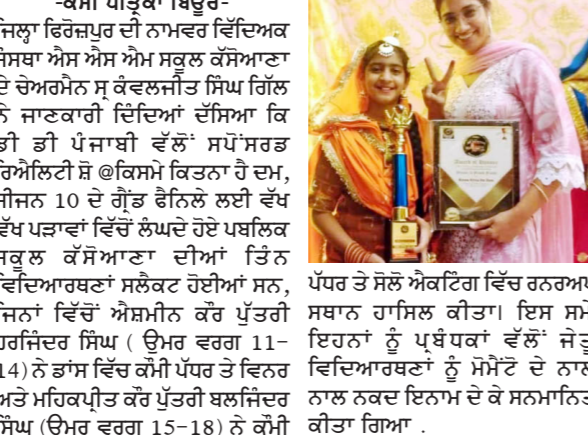 -ਕੌਮੀ ਪੱਤ੍ਰਿਕਾ ਬਿਊਰੋ-
ਜਿਲ੍ਹਾ ਫਿਰੋਜ਼ਪੁਰ ਦੀ ਨਾਮਵਰ ਵਿੱਦਿਅਕ
ਸੰਸਥਾ ਐਸ ਐਸ ਐਮ ਸਕੂਲ ਕੱਸੋਆਣਾ
ਦੇ ਚੇਅਰਮੈਨ ਸ੍ਰ ਕੰਵਲਜੀਤ ਸਿੰਘ ਗਿੱਲ
ਨੇ ਜਾਣਕਾਰੀ ਦਿੰਦਿਆਂ ਦੱਸਿਆ ਕਿ
ਡੀ ਡੀ ਪੰਜਾਬੀ ਵੱਲੋਂ ਸਪੋਂਸਰਡ
ਰਿਐਲਿਟੀ ਸ਼ੋ @ਕਿਸਮੇ ਕਿਤਨਾ ਹੈ ਦਮ,
ਸੀਜਨ 10 ਦੇ ਗ੍ਰੈਂਡ ਫੈਨਿਲੇ ਲਈ ਵੱਖ
ਵੱਖ ਪੜਾਵਾਂ ਵਿੱਚੋਂ ਲੰਘਦੇ ਹੋਏ ਪਬਲਿਕ
ਸਕੂਲ ਕੱਸੋਆਣਾ ਦੀਆਂ ਤਿੰਨ
ਵਿਦਿਆਰਥਣਾਂ ਸਲੈਕਟ ਹੋਈਆਂ ਸਨ,
ਜਿਨਾਂ ਵਿੱਚੋਂ ਐਸ਼ਮੀਨ ਕੌਰ ਪੁੱਤਰੀ
ਹਰਜਿੰਦਰ ਸਿੰਘ ( ਉਮਰ ਵਰਗ 11-
14)ਨੇ ਡਾਂਸ ਵਿੱਚ ਕੌਮੀ ਪੱਧਰ ਤੇ ਵਿਨਰ
ਅਤੇ ਮਹਿਕਪ੍ਰੀਤ ਕੌਰ ਪੁੱਤਰੀ ਬਲਜਿੰਦਰ
ਸਿੰਘ (ਉਮਰ ਵਰਗ 15-18) ਨੇ ਕੌਮੀ
ਪੱਧਰ ਤੇ ਸੋਲੋ ਐਕਟਿੰਗ ਵਿੱਚ ਰਨਰਅਪ
ਸਥਾਨ ਹਾਸਿਲ ਕੀਤਾ। ਇਸ ਸਮੇਂ
ਇਹਨਾਂ ਨੂੰ ਪ੍ਰਬੰਧਕਾਂ ਵੱਲੋਂ ਜੇਤੂ
ਵਿਦਿਆਰਥਣਾਂ ਨੂੰ ਮੋਮੈਂਟੋ ਦੇ ਨਾਲ
ਨਾਲ ਨਕਦ ਇਨਾਮ ਦੇ ਕੇ ਸਨਮਾਨਿਤ
ਕੀਤਾ ਗਿਆ .